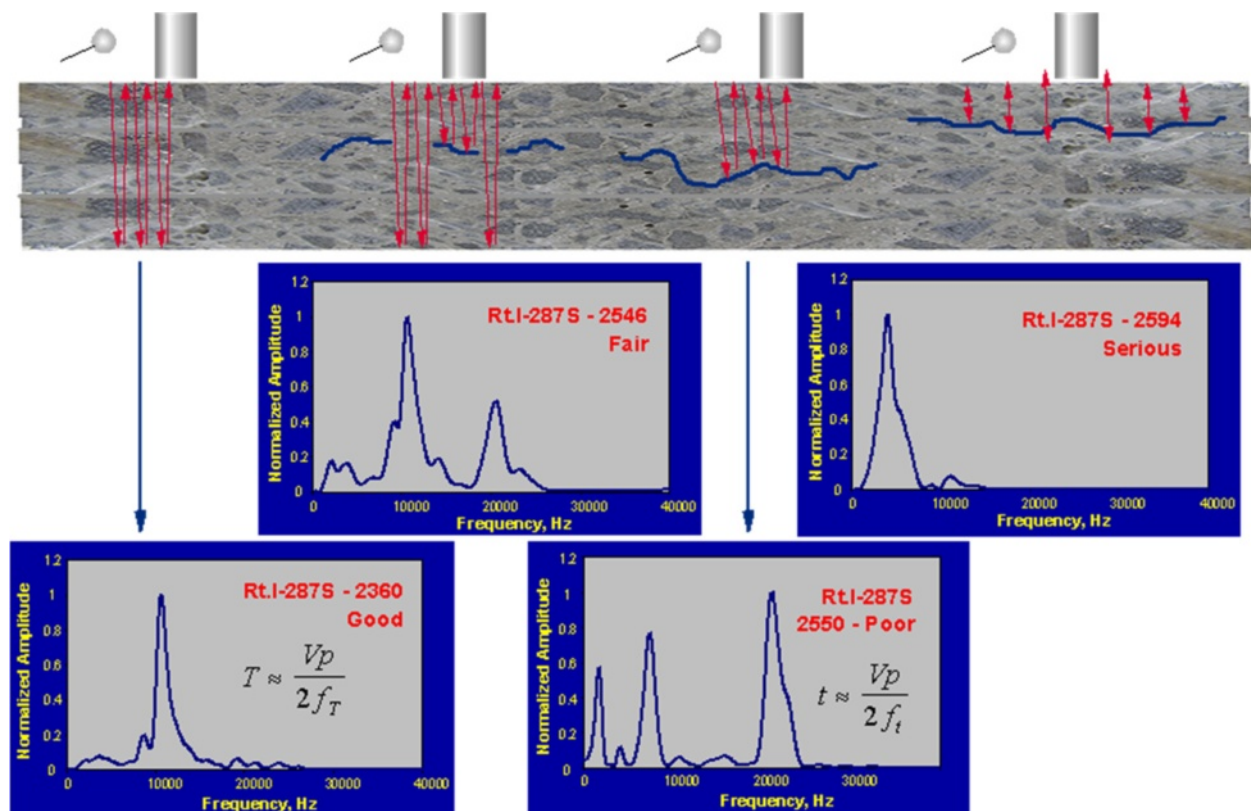 1.2
1
0.8
0.6
0.4
0.2
0
Normalized Amplitude
Rt.I-287S - 2546
Fair
0 10000 20000 30000 40000
Frequency, Hz
1.2
1
0.8
0.6
0.4
0.2
0
Normalized Amplitude
Rt.I-287S - 2594
Serious
0 10000 20000 30000 40000
Frequency, Hz
1.2
1
0.8
0.6
0.4
0.2
0
Normalized Amplitude
Rt.I-287S - 2360
Good
T ≈ Vp / 2 f_T
0 10000 20000 30000 40000
Frequency, Hz
1.2
1
0.8
0.6
0.4
0.2
0
Normalized Amplitude
Rt.I-287S
2550 - Poor
t ≈ Vp / 2 f_t
0 10000 20000 30000 40000
Frequency, Hz